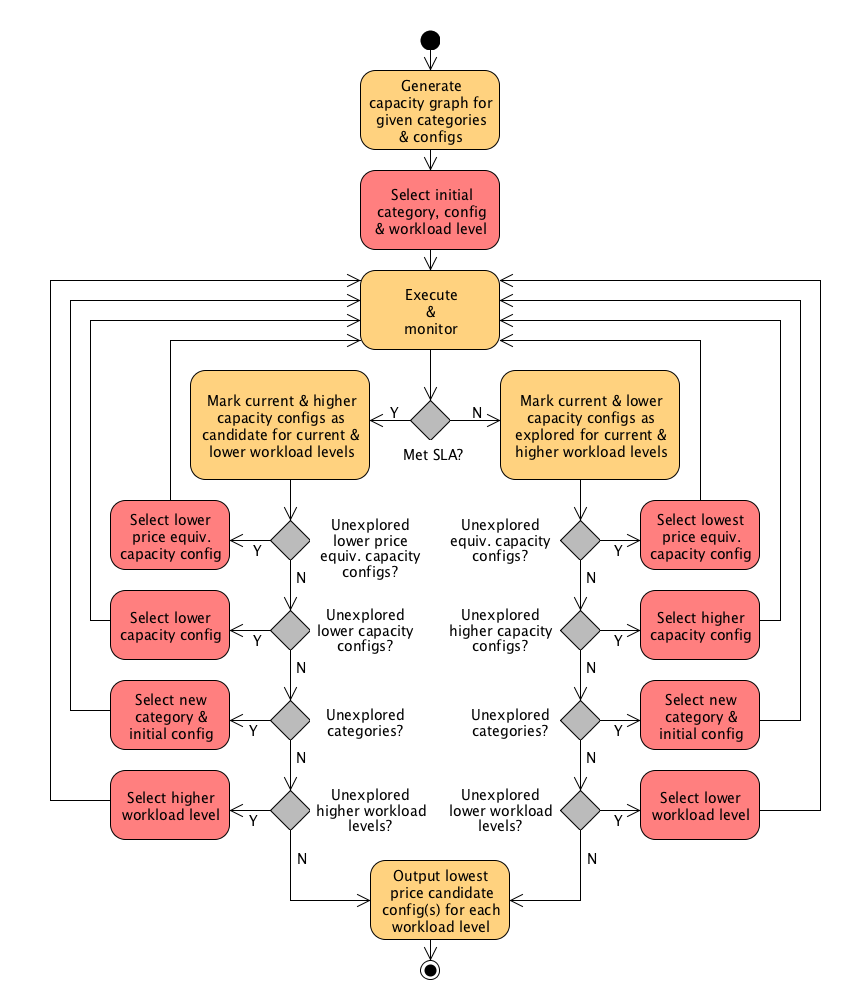 Generate
capacity graph for
given categories
& configs
Select initial
category, config
& workload level
Execute
&
monitor
Mark current & higher
capacity configs as
candidate for current &
lower workload levels
Y
N
Met SLA?
Mark current & lower
capacity configs as
explored for current &
higher workload levels
Select lower
price equiv.
capacity config
Y
Unexplored
lower price
equiv. capacity
configs?
N
Unexplored
equiv. capacity
configs?
Y
N
Select lowest
price equiv.
capacity config
Select lower
capacity config
Y
Unexplored
lower capacity
configs?
N
Unexplored
higher capacity
configs?
Y
N
Select higher
capacity config
Select new
category &
initial config
Y
Unexplored
categories?
N
Unexplored
categories?
Y
N
Select new
category &
initial config
Select higher
workload level
Y
Unexplored
higher workload
levels?
N
Unexplored
lower workload
levels?
Y
N
Select lower
workload level
Output lowest
price candidate
config(s) for each
workload level